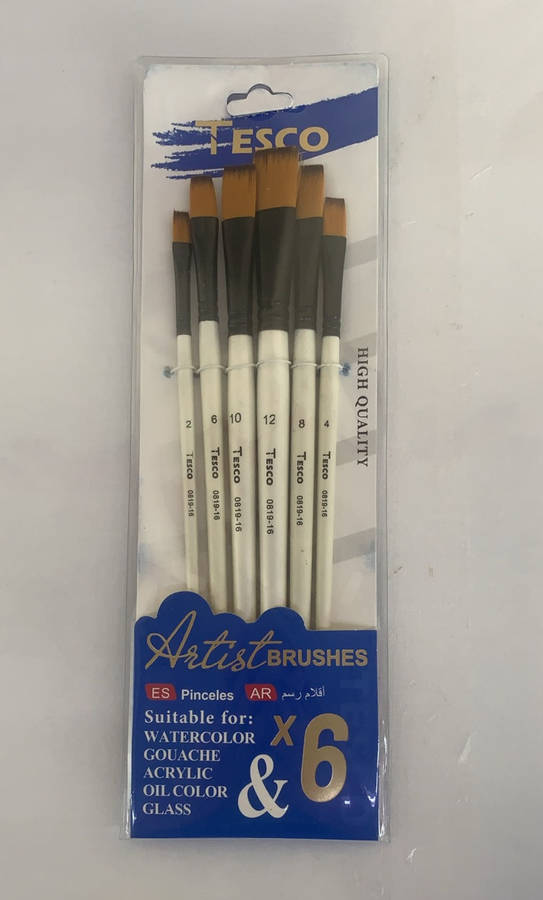 TESCO
HIGH QUALITY
2
6
10
12
8
4
TESCO 0819-16
TESCO 0819-16
TESCO 0819-16
TESCO 0819-16
TESCO 0819-16
TESCO 0819-16
Artist BRUSHES
ES Pinceles AR أقلام رسم
Suitable for:
WATERCOLOR
GOUACHE
ACRYLIC
OIL COLOR
GLASS
& x 6